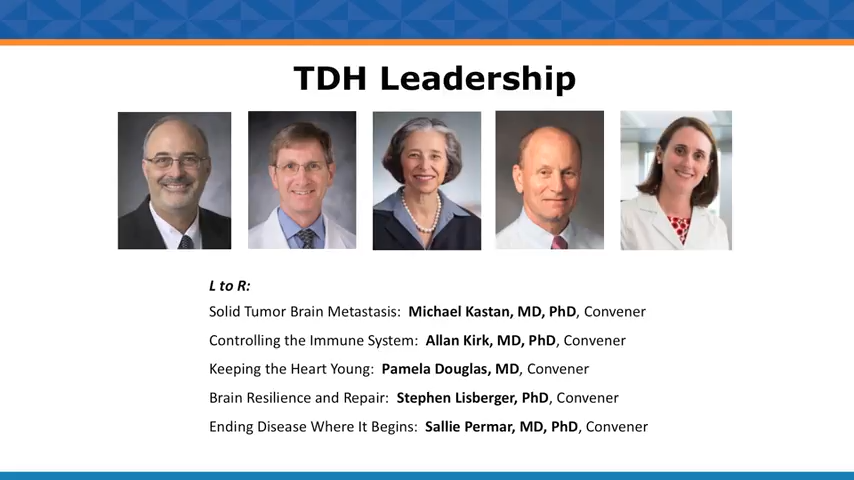 TDH Leadership
L to R:
Solid Tumor Brain Metastasis: Michael Kastan, MD, PhD, Convener
Controlling the Immune System: Allan Kirk, MD, PhD, Convener
Keeping the Heart Young: Pamela Douglas, MD, Convener
Brain Resilience and Repair: Stephen Lisberger, PhD, Convener
Ending Disease Where It Begins: Sallie Permar, MD, PhD, Convener